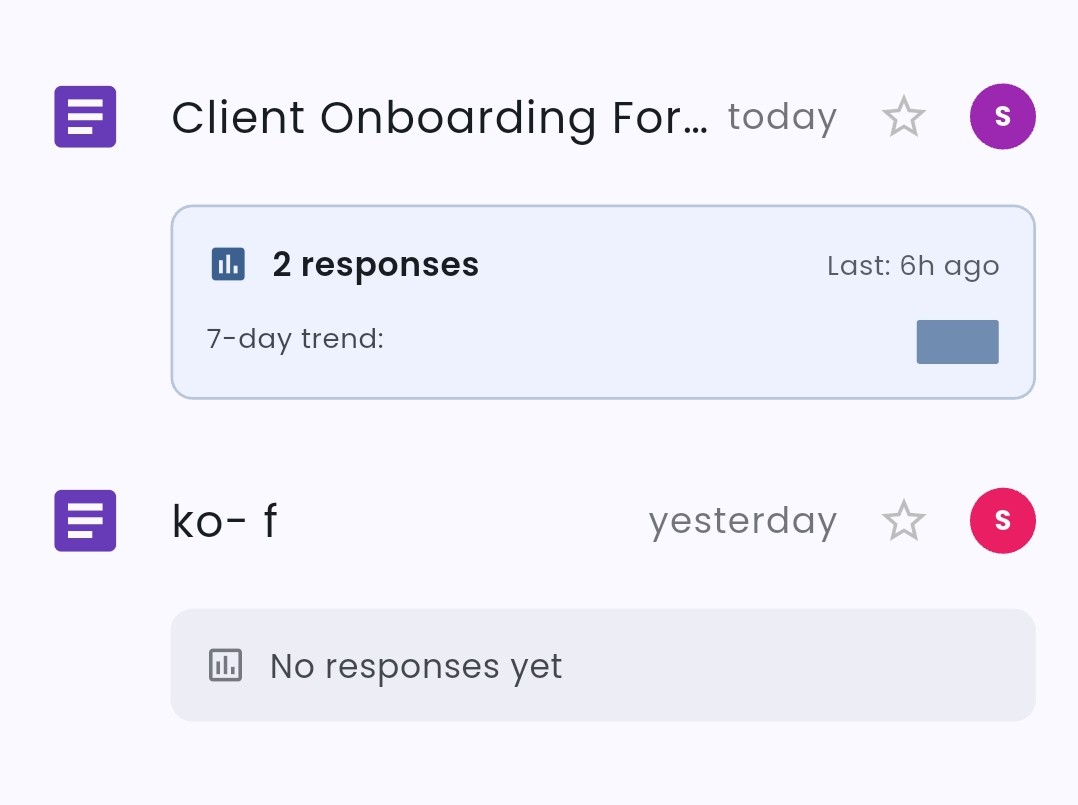 Client Onboarding For... today S
2 responses Last: 6h ago
7-day trend:
ko- f yesterday S
No responses yet